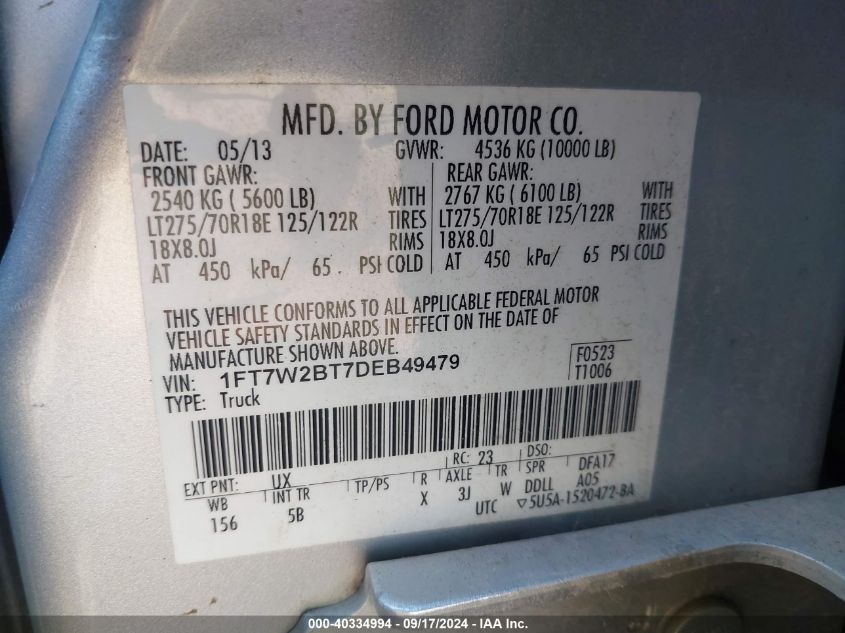 MFD. BY FORD MOTOR CO.
DATE: 05/13 GVWR: 4536 KG (10000 LB)
FRONT GAWR: REAR GAWR:
2540 KG ( 5600 LB) WITH 2767 KG ( 6100 LB) WITH
LT275/70R18E 125/122R TIRES LT275/70R18E 125/122R TIRES
18X8.0J RIMS 18X8.0J RIMS
AT 450 kPa/ 65 PSI COLD AT 450 kPa/ 65 PSI COLD
THIS VEHICLE CONFORMS TO ALL APPLICABLE FEDERAL MOTOR
VEHICLE SAFETY STANDARDS IN EFFECT ON THE DATE OF
MANUFACTURE SHOWN ABOVE.
VIN: 1FT7W2BT7DEB49479 F0523
TYPE: Truck T1006
EXT PNT: UX RC: 23 DSO:
WB INT TR TP/PS R AXLE TR SPR DFA17
156 5B X 3J W DDLL A05
UTC ▽5U5A-1520472-BA
000-40334994 - 09/17/2024 - IAA Inc.